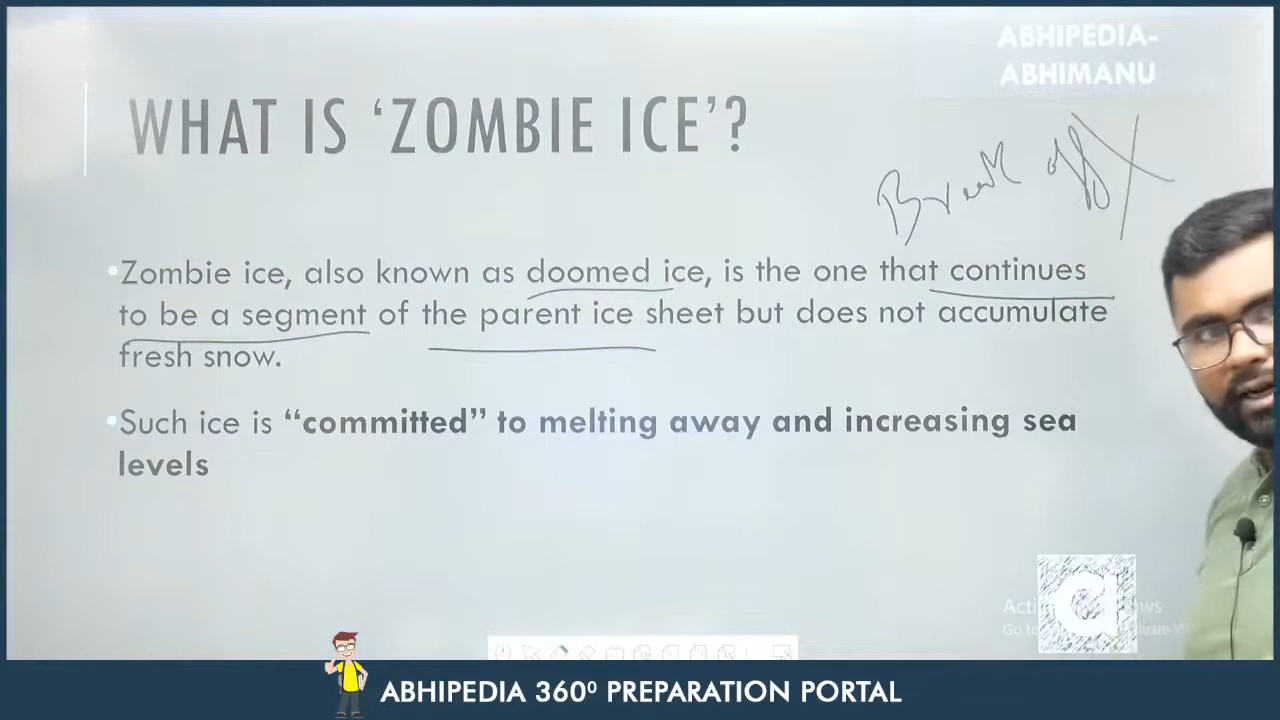 ABHIPEDIA-
ABHIMANU
WHAT IS ‘ZOMBIE ICE’?
Break off X
•Zombie ice, also known as doomed ice, is the one that continues
to be a segment of the parent ice sheet but does not accumulate
fresh snow.
•Such ice is “committed” to melting away and increasing sea
levels
a
ABHIPEDIA 360⁰ PREPARATION PORTAL